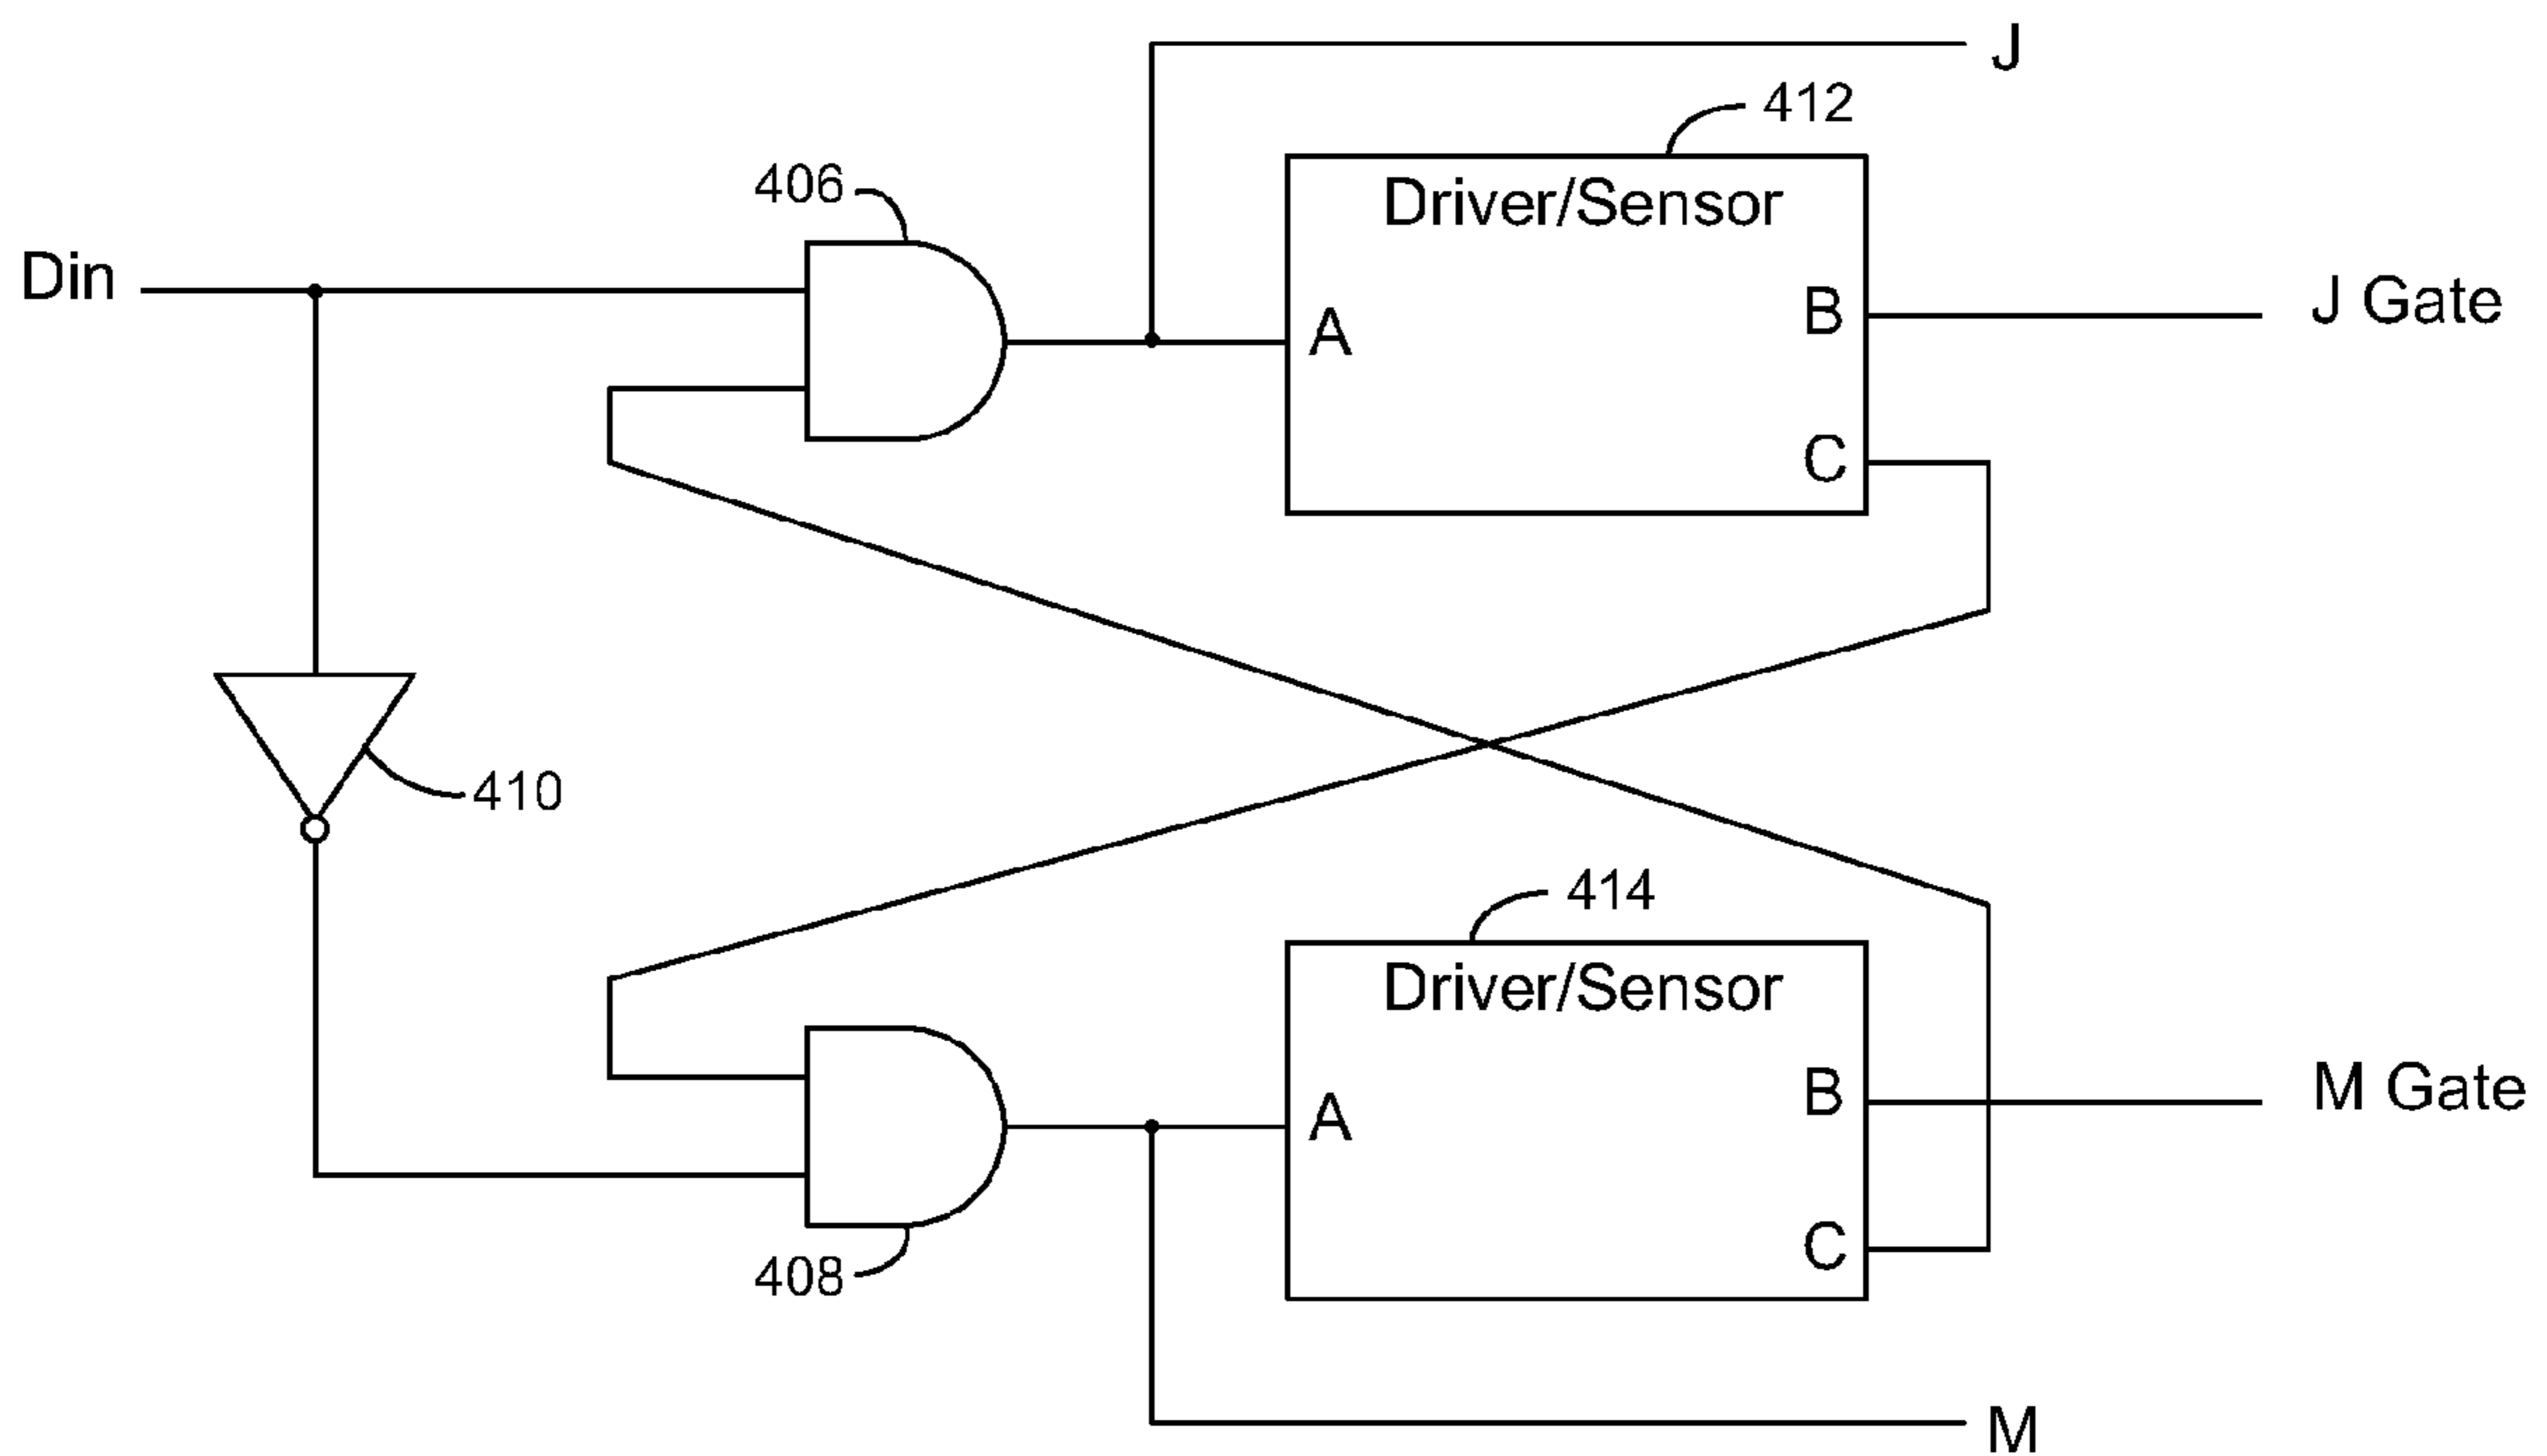 J
412
Driver/Sensor
406
Din
J Gate
B
A
C
410
414
Driver/Sensor
M Gate
B
A
C
408
M